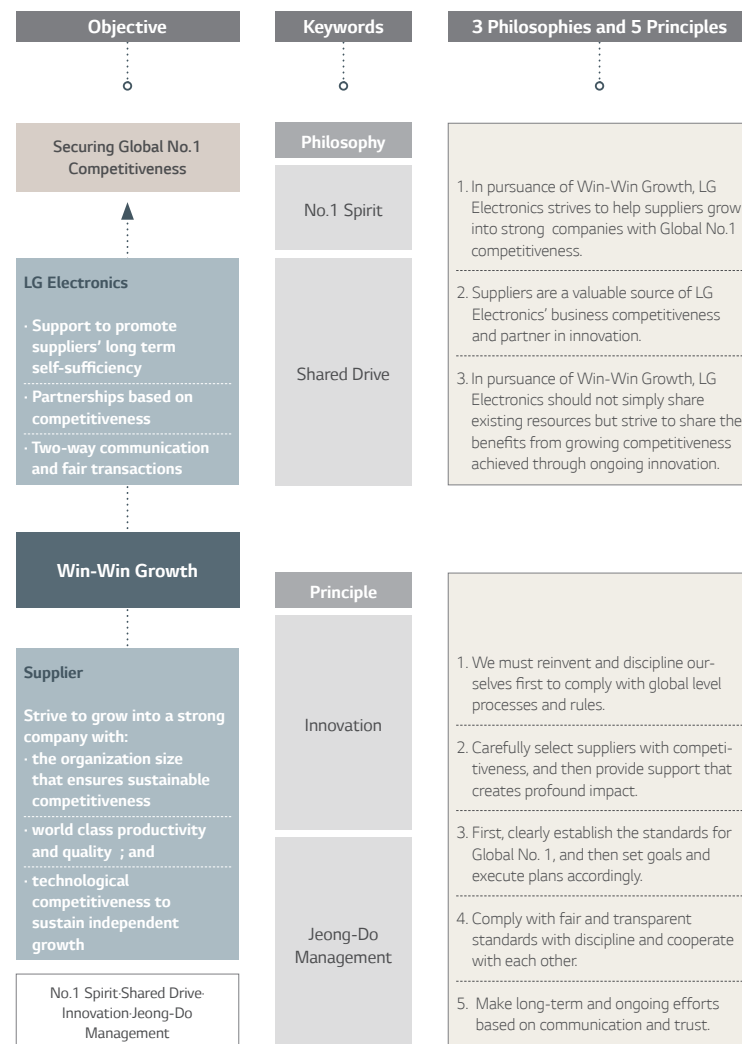 Objective
Securing Global No.1
Competitiveness
LG Electronics
· Support to promote
suppliers' long term
self-sufficiency
· Partnerships based on
competitiveness
· Two-way communication
and fair transactions
Win-Win Growth
Supplier
Strive to grow into a strong
company with:
· the organization size
that ensures sustainable
competitiveness
· world class productivity
and quality ; and
· technological
competitiveness to
sustain independent
growth
No.1 Spirit·Shared Drive·
Innovation·Jeong-Do
Management
Keywords
Philosophy
No.1 Spirit
Shared Drive
Principle
Innovation
Jeong-Do
Management
3 Philosophies and 5 Principles
1. In pursuance of Win-Win Growth, LG
Electronics strives to help suppliers grow
into strong companies with Global No.1
competitiveness.
2. Suppliers are a valuable source of LG
Electronics' business competitiveness
and partner in innovation.
3. In pursuance of Win-Win Growth, LG
Electronics should not simply share
existing resources but strive to share the
benefits from growing competitiveness
achieved through ongoing innovation.
1. We must reinvent and discipline our-
selves first to comply with global level
processes and rules.
2. Carefully select suppliers with competi-
tiveness, and then provide support that
creates profound impact.
3. First, clearly establish the standards for
Global No. 1, and then set goals and
execute plans accordingly.
4. Comply with fair and transparent
standards with discipline and cooperate
with each other.
5. Make long-term and ongoing efforts
based on communication and trust.